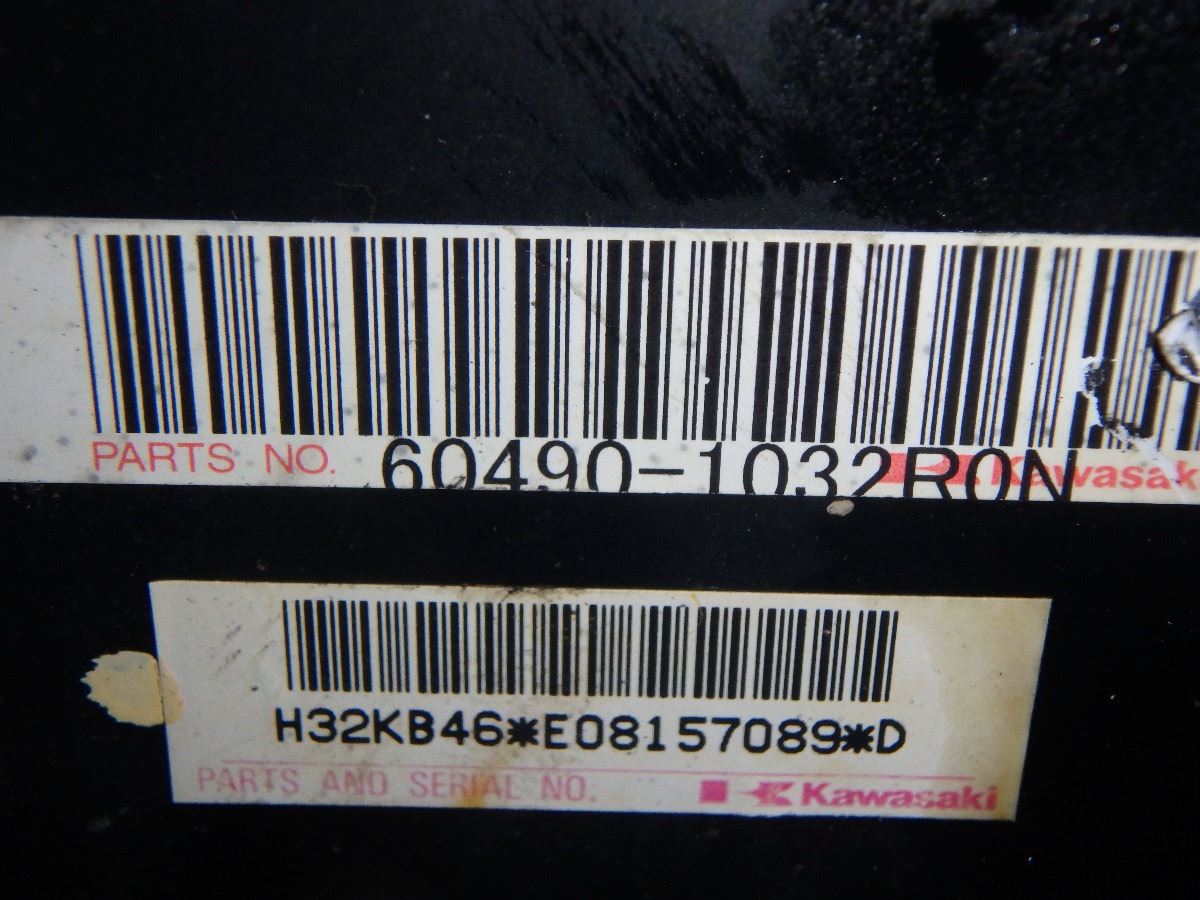 PARTS NO. 60490-1032R0N Kawasaki
H32KB46*E08157089*D
PARTS AND SERIAL NO. Kawasaki